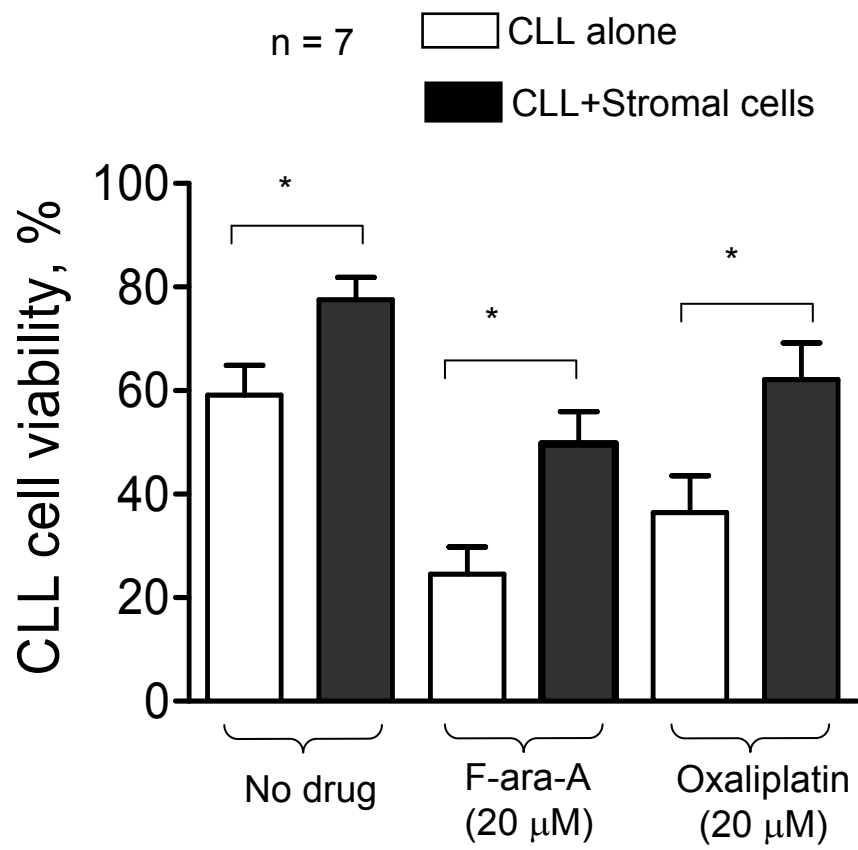 n = 7
CLL alone
CLL+Stromal cells
CLL cell viability, %
100
80
60
40
20
0
*
*
*
No drug
F-ara-A
(20 μM)
Oxaliplatin
(20 μM)